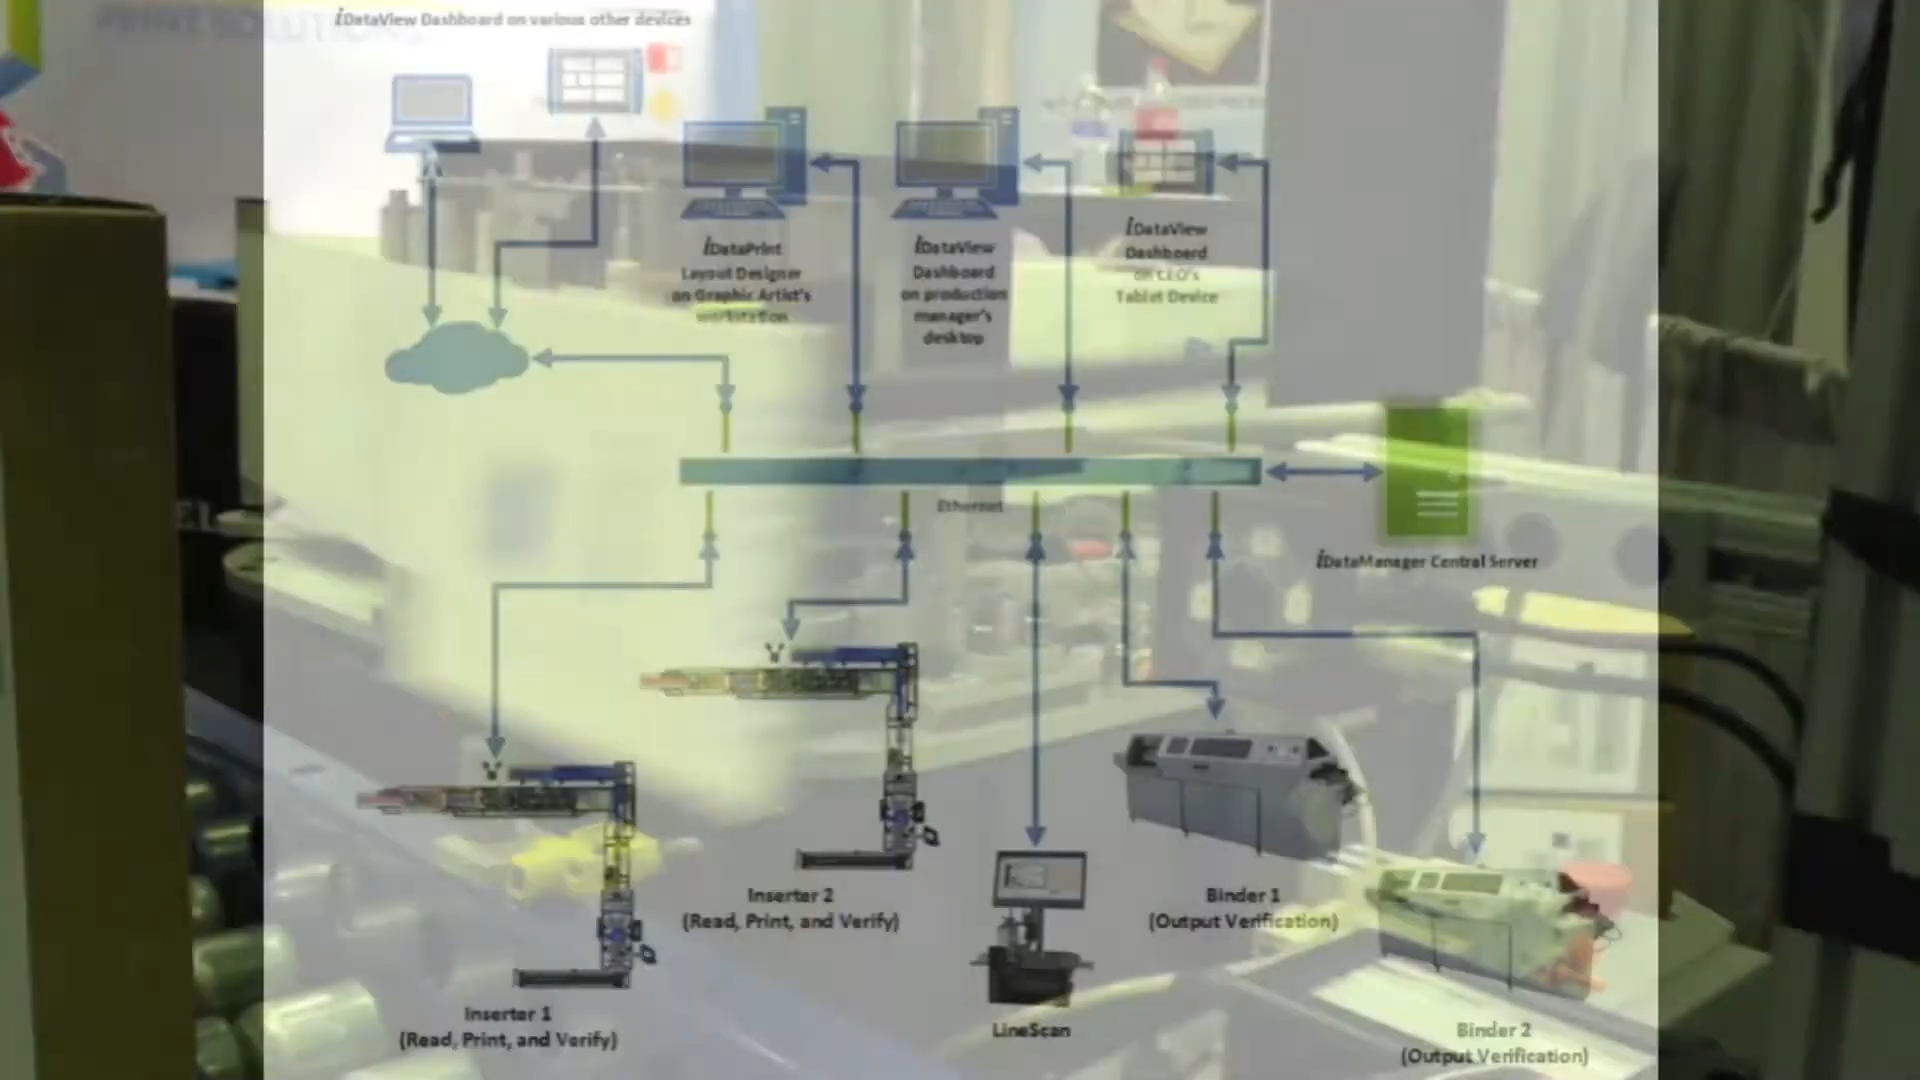 iDataView Dashboard on various other devices
iDataPrint
Layout Designer
on Graphic Artist's
workstation
iDataView
Dashboard
on production
manager's
desktop
iDataView
Dashboard
on CEO's
Tablet Device
Ethernet
iDataManager Central Server
Inserter 2
(Read, Print, and Verify)
Binder 1
(Output Verification)
Inserter 1
(Read, Print, and Verify)
LineScan
Binder 2
(Output Verification)